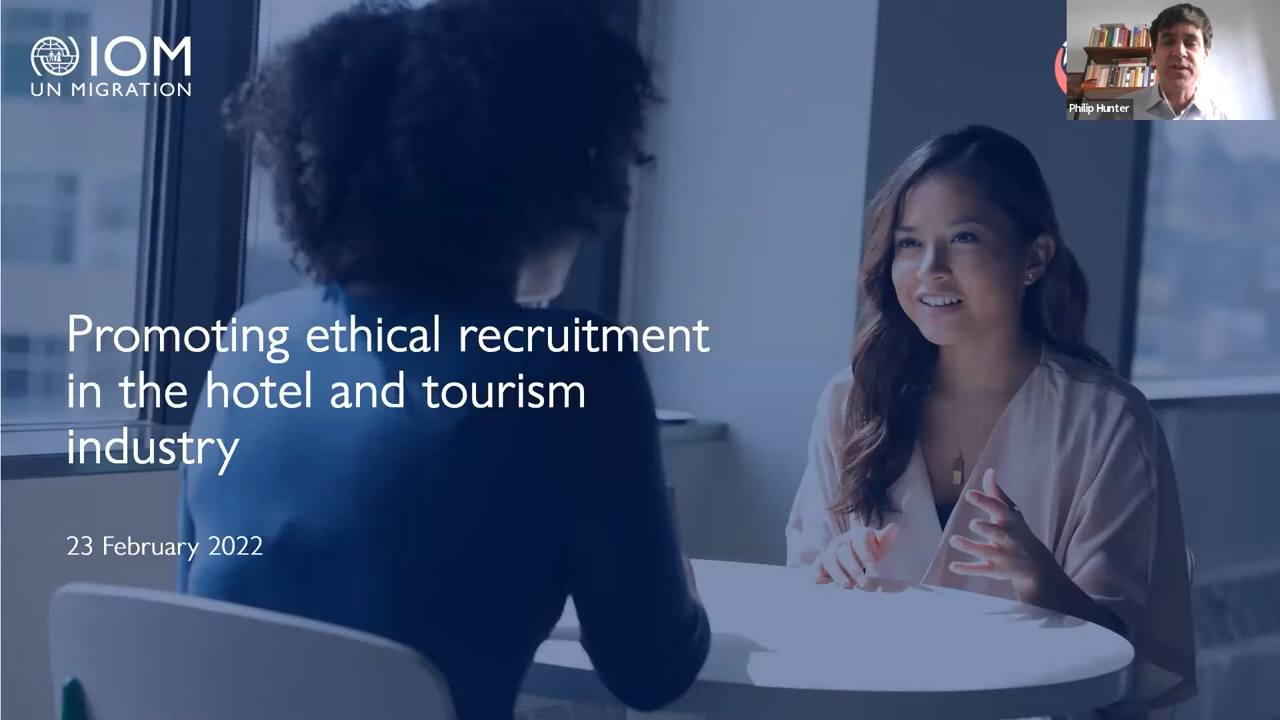 IOM
UN MIGRATION
Philip Hunter
Promoting ethical recruitment
in the hotel and tourism
industry
23 February 2022